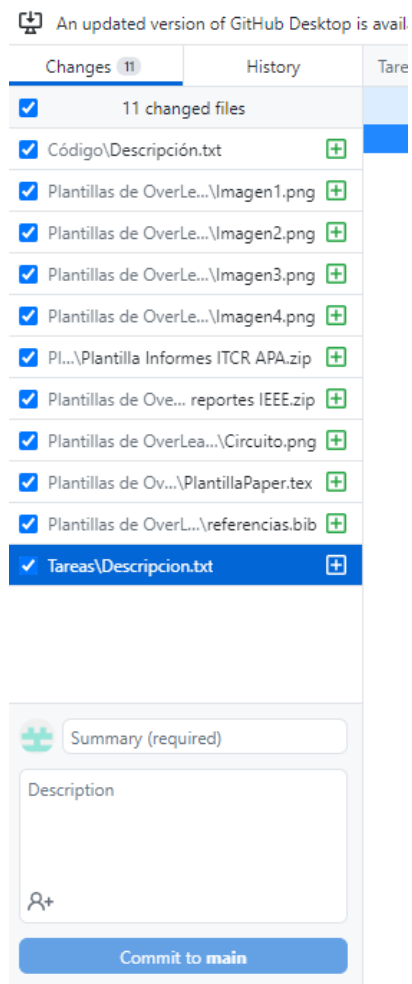 An updated version of GitHub Desktop is avail
Changes 11 History Tare
11 changed files
Código\Descripción.txt
Plantillas de OverLe...\Imagen1.png
Plantillas de OverLe...\Imagen2.png
Plantillas de OverLe...\Imagen3.png
Plantillas de OverLe...\Imagen4.png
Pl...\Plantilla Informes ITCR APA.zip
Plantillas de Ove... reportes IEEE.zip
Plantillas de OverLea...\Circuito.png
Plantillas de Ov...\PlantillaPaper.tex
Plantillas de OverL...\referencias.bib
Tareas\Descripcion.txt
Summary (required)
Description
Commit to main